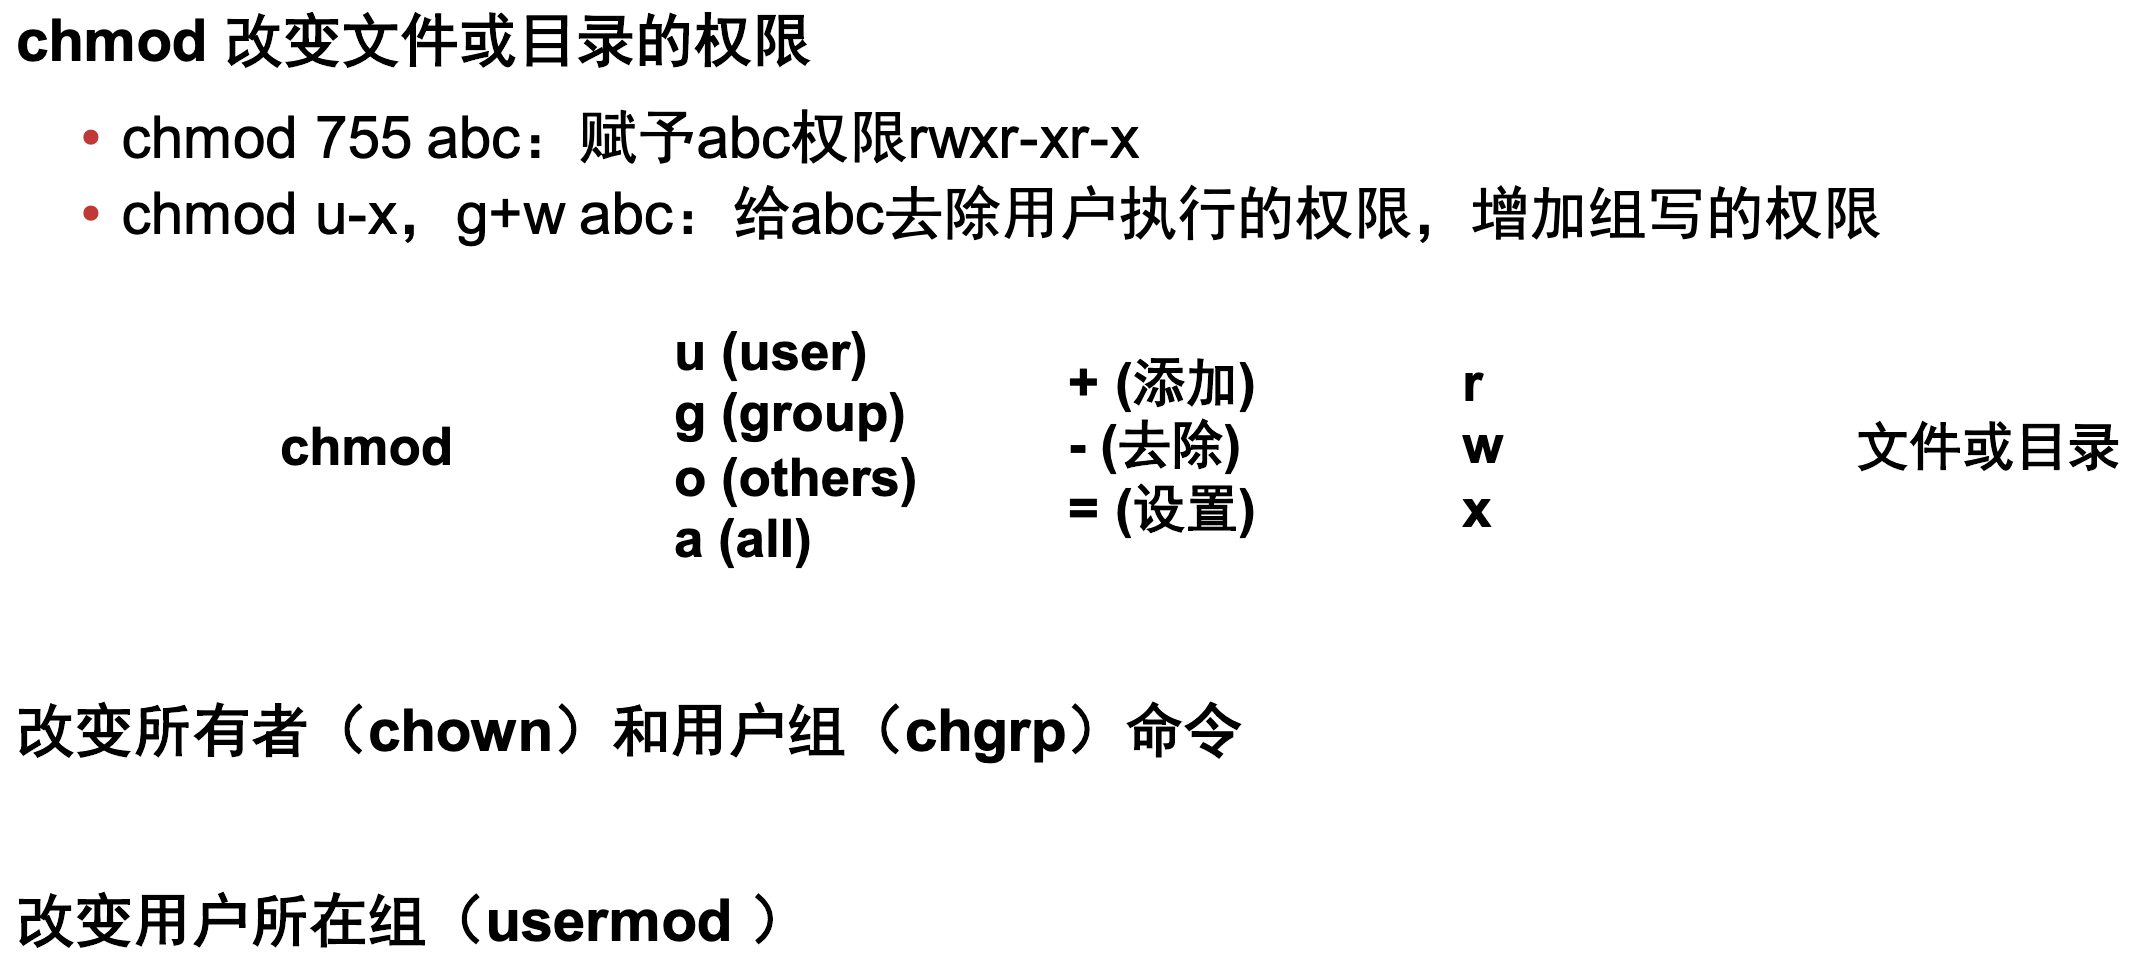 chmod 改变文件或目录的权限
• chmod 755 abc：赋予abc权限rwxr-xr-x
• chmod u-x，g+w abc：给abc去除用户执行的权限，增加组写的权限
chmod
u (user)
g (group)
o (others)
a (all)
+ (添加)
- (去除)
= (设置)
r
w
x
文件或目录
改变所有者（chown）和用户组（chgrp）命令
改变用户所在组（usermod ）